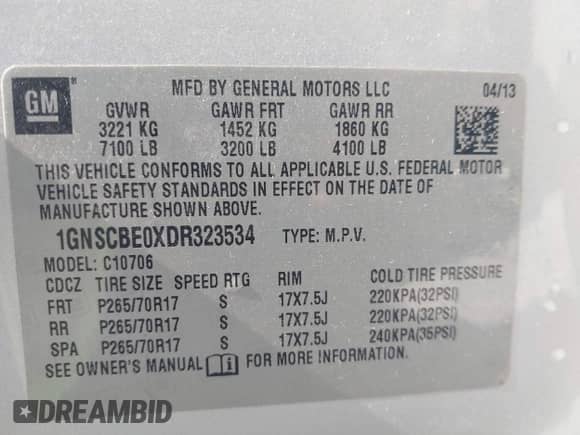 GM
MFD BY GENERAL MOTORS LLC 04/13
GVWR GAWR FRT GAWR RR
3221 KG 1452 KG 1860 KG
7100 LB 3200 LB 4100 LB
THIS VEHICLE CONFORMS TO ALL APPLICABLE U.S. FEDERAL MOTOR
VEHICLE SAFETY STANDARDS IN EFFECT ON THE DATE OF
MANUFACTURE SHOWN ABOVE.
1GNSCBE0XDR323534 TYPE: M.P.V.
MODEL: C10706
CDCZ TIRE SIZE SPEED RTG RIM COLD TIRE PRESSURE
FRT P265/70R17 S 17X7.5J 220KPA(32PSI)
RR P265/70R17 S 17X7.5J 220KPA(32PSI)
SPA P265/70R17 S 17X7.5J 240KPA(35PSI)
SEE OWNER'S MANUAL FOR MORE INFORMATION.
DREAMBID